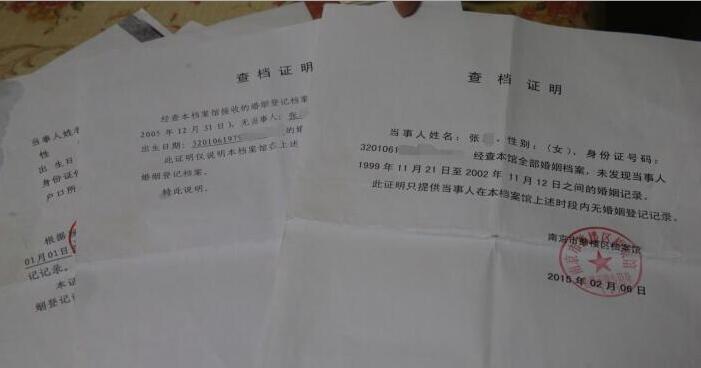 当事人姓名
性
出生日
身份证
户口所
根据
01月01日
记记录。
本证
姻登记
查档证明
经查本档案馆接收的婚姻登记档案
2005年12月31日),无当事人:张
出生日期:3201061975 的婚
此证明仅说明本档案馆在上述
婚姻登记档案。
特此说明。
查档证明
当事人姓名:张 ,性别:(女),身份证号码:
3201061 经查本馆全部婚姻档案,未发现当事人
1999年11月21日至2002年11月12日之间的婚姻记录。
此证明只提供当事人在本档案馆上述时段内无婚姻登记记录。
南京市鼓楼区档案馆
2015年02月06日